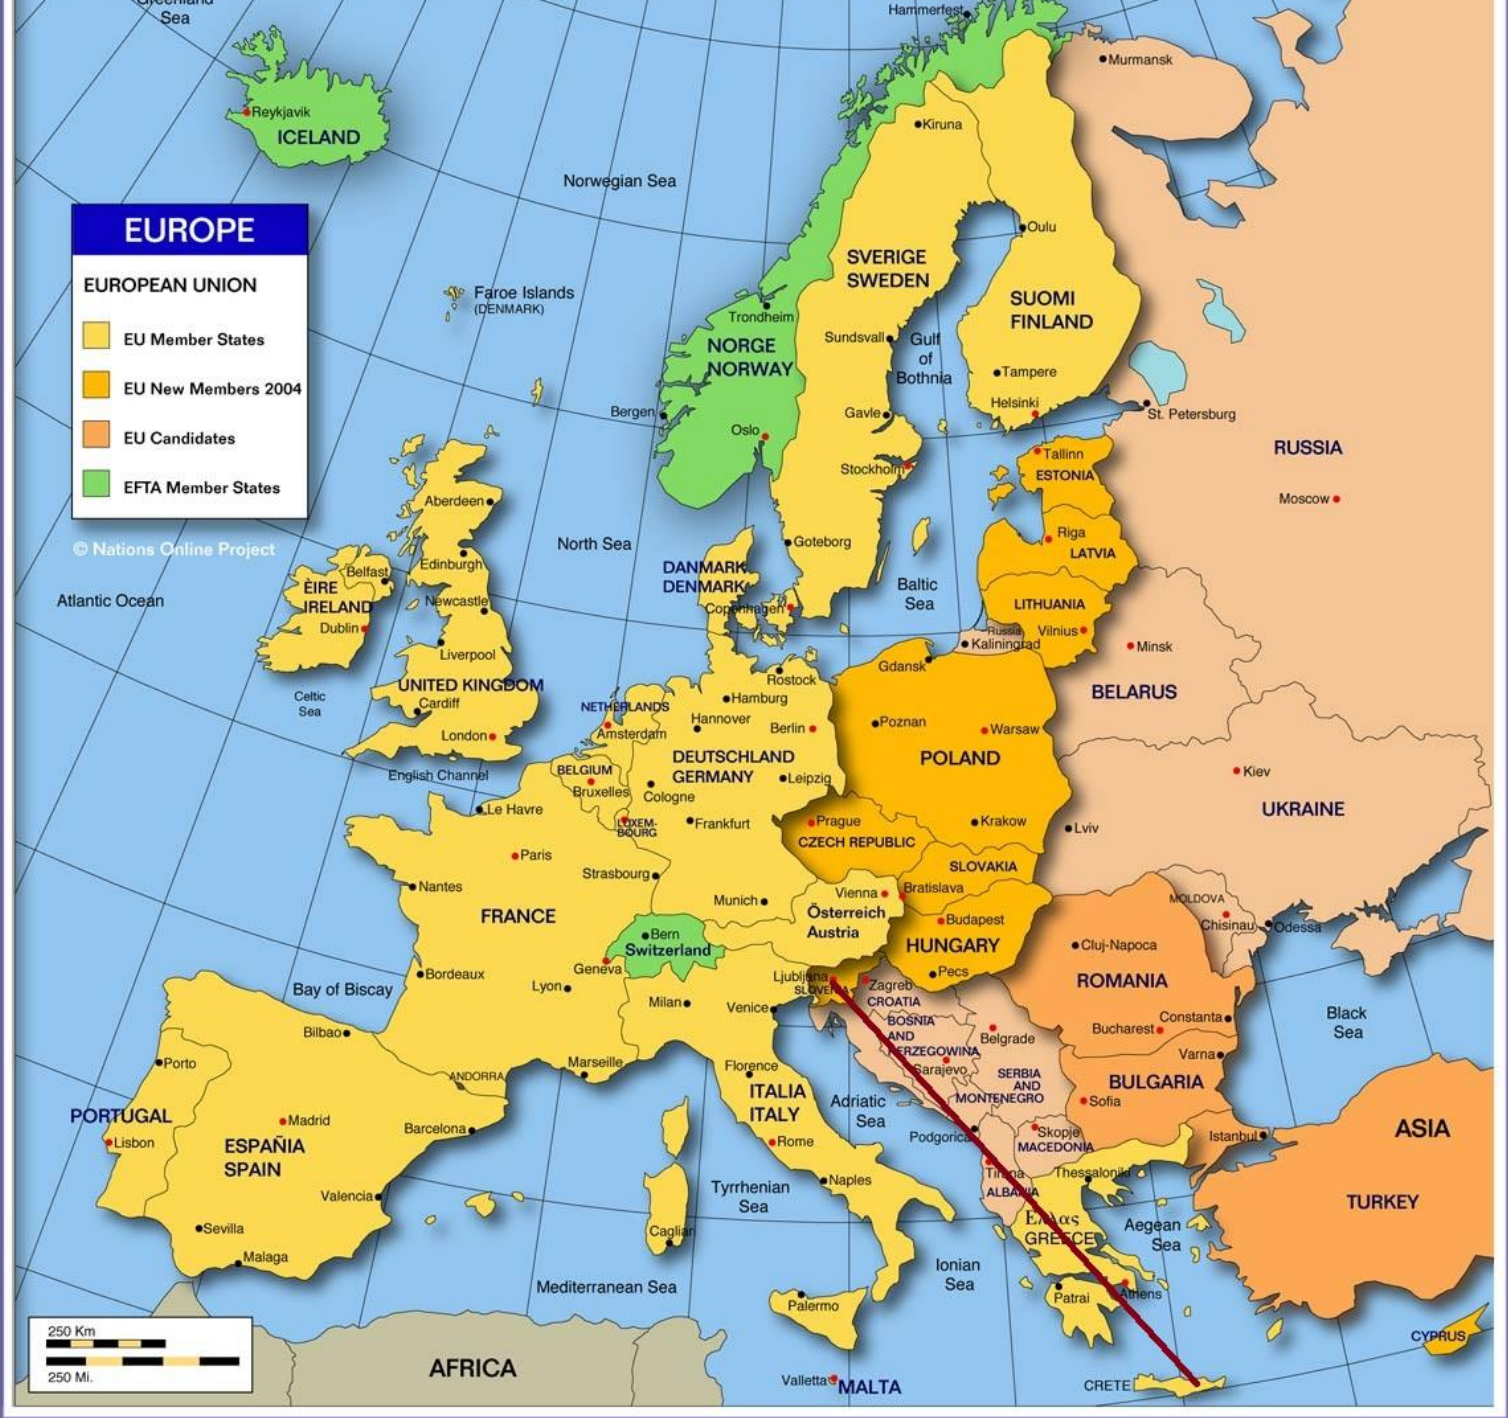 Greenland
Sea
Hammerfest
Murmansk
Reykjavik
ICELAND
Kiruna
Norwegian Sea
EUROPE
EUROPEAN UNION
EU Member States
EU New Members 2004
EU Candidates
EFTA Member States
© Nations Online Project
Oulu
SVERIGE
SWEDEN
SUOMI
FINLAND
Faroe Islands
(DENMARK)
Trondheim
NORGE
NORWAY
Sundsvall
Gulf
of
Bothnia
Tampere
Helsinki
Bergen
Gavle
St. Petersburg
Oslo
Stockholm
RUSSIA
Moscow
Tallinn
ESTONIA
Aberdeen
Riga
LATVIA
Goteborg
North Sea
Edinburgh
DANMARK
DENMARK
Copenhagen
Baltic
Sea
LITHUANIA
Vilnius
Russia
Kaliningrad
Minsk
BELARUS
Atlantic Ocean
Belfast
ÈIRE
IRELAND
Dublin
Newcastle
Liverpool
UNITED KINGDOM
Cardiff
London
Celtic
Sea
English Channel
Gdansk
Rostock
Hamburg
NETHERLANDS
Amsterdam
Hannover
Berlin
Poznan
Warsaw
POLAND
DEUTSCHLAND
GERMANY
Leipzig
BELGIUM
Bruxelles
Cologne
Kiev
UKRAINE
Le Havre
LUXEM-
BOURG
Frankfurt
Prague
CZECH REPUBLIC
Krakow
Lviv
Paris
Strasbourg
SLOVAKIA
Nantes
Munich
Vienna
Bratislava
Österreich
Austria
Budapest
HUNGARY
MOLDOVA
Chisinau
Odessa
FRANCE
Bern
Switzerland
Geneva
Cluj-Napoca
ROMANIA
Bordeaux
Lyon
Milan
Venice
Ljubljana
SLOVENIA
Pecs
Zagreb
CROATIA
Bay of Biscay
Constanta
Bucharest
Black
Sea
BOSNIA
AND
HERZEGOWINA
Sarajevo
Belgrade
Bilbao
Varna
BULGARIA
Sofia
Porto
ANDORRA
Marseille
Florence
ITALIA
ITALY
Adriatic
Sea
SERBIA
AND
MONTENEGRO
PORTUGAL
Lisbon
Madrid
ESPAÑIA
SPAIN
Barcelona
Rome
Podgorica
Skopje
MACEDONIA
Istanbul
ASIA
Tirana
ALBANIA
Thessaloniki
Valencia
Naples
Tyrrhenian
Sea
TURKEY
Sevilla
Malaga
Cagliari
Ελλας
GREECE
Aegean
Sea
Ionian
Sea
Mediterranean Sea
Palermo
Patrai
Athens
250 Km
250 Mi.
AFRICA
Valletta
MALTA
CRETE
CYPRUS